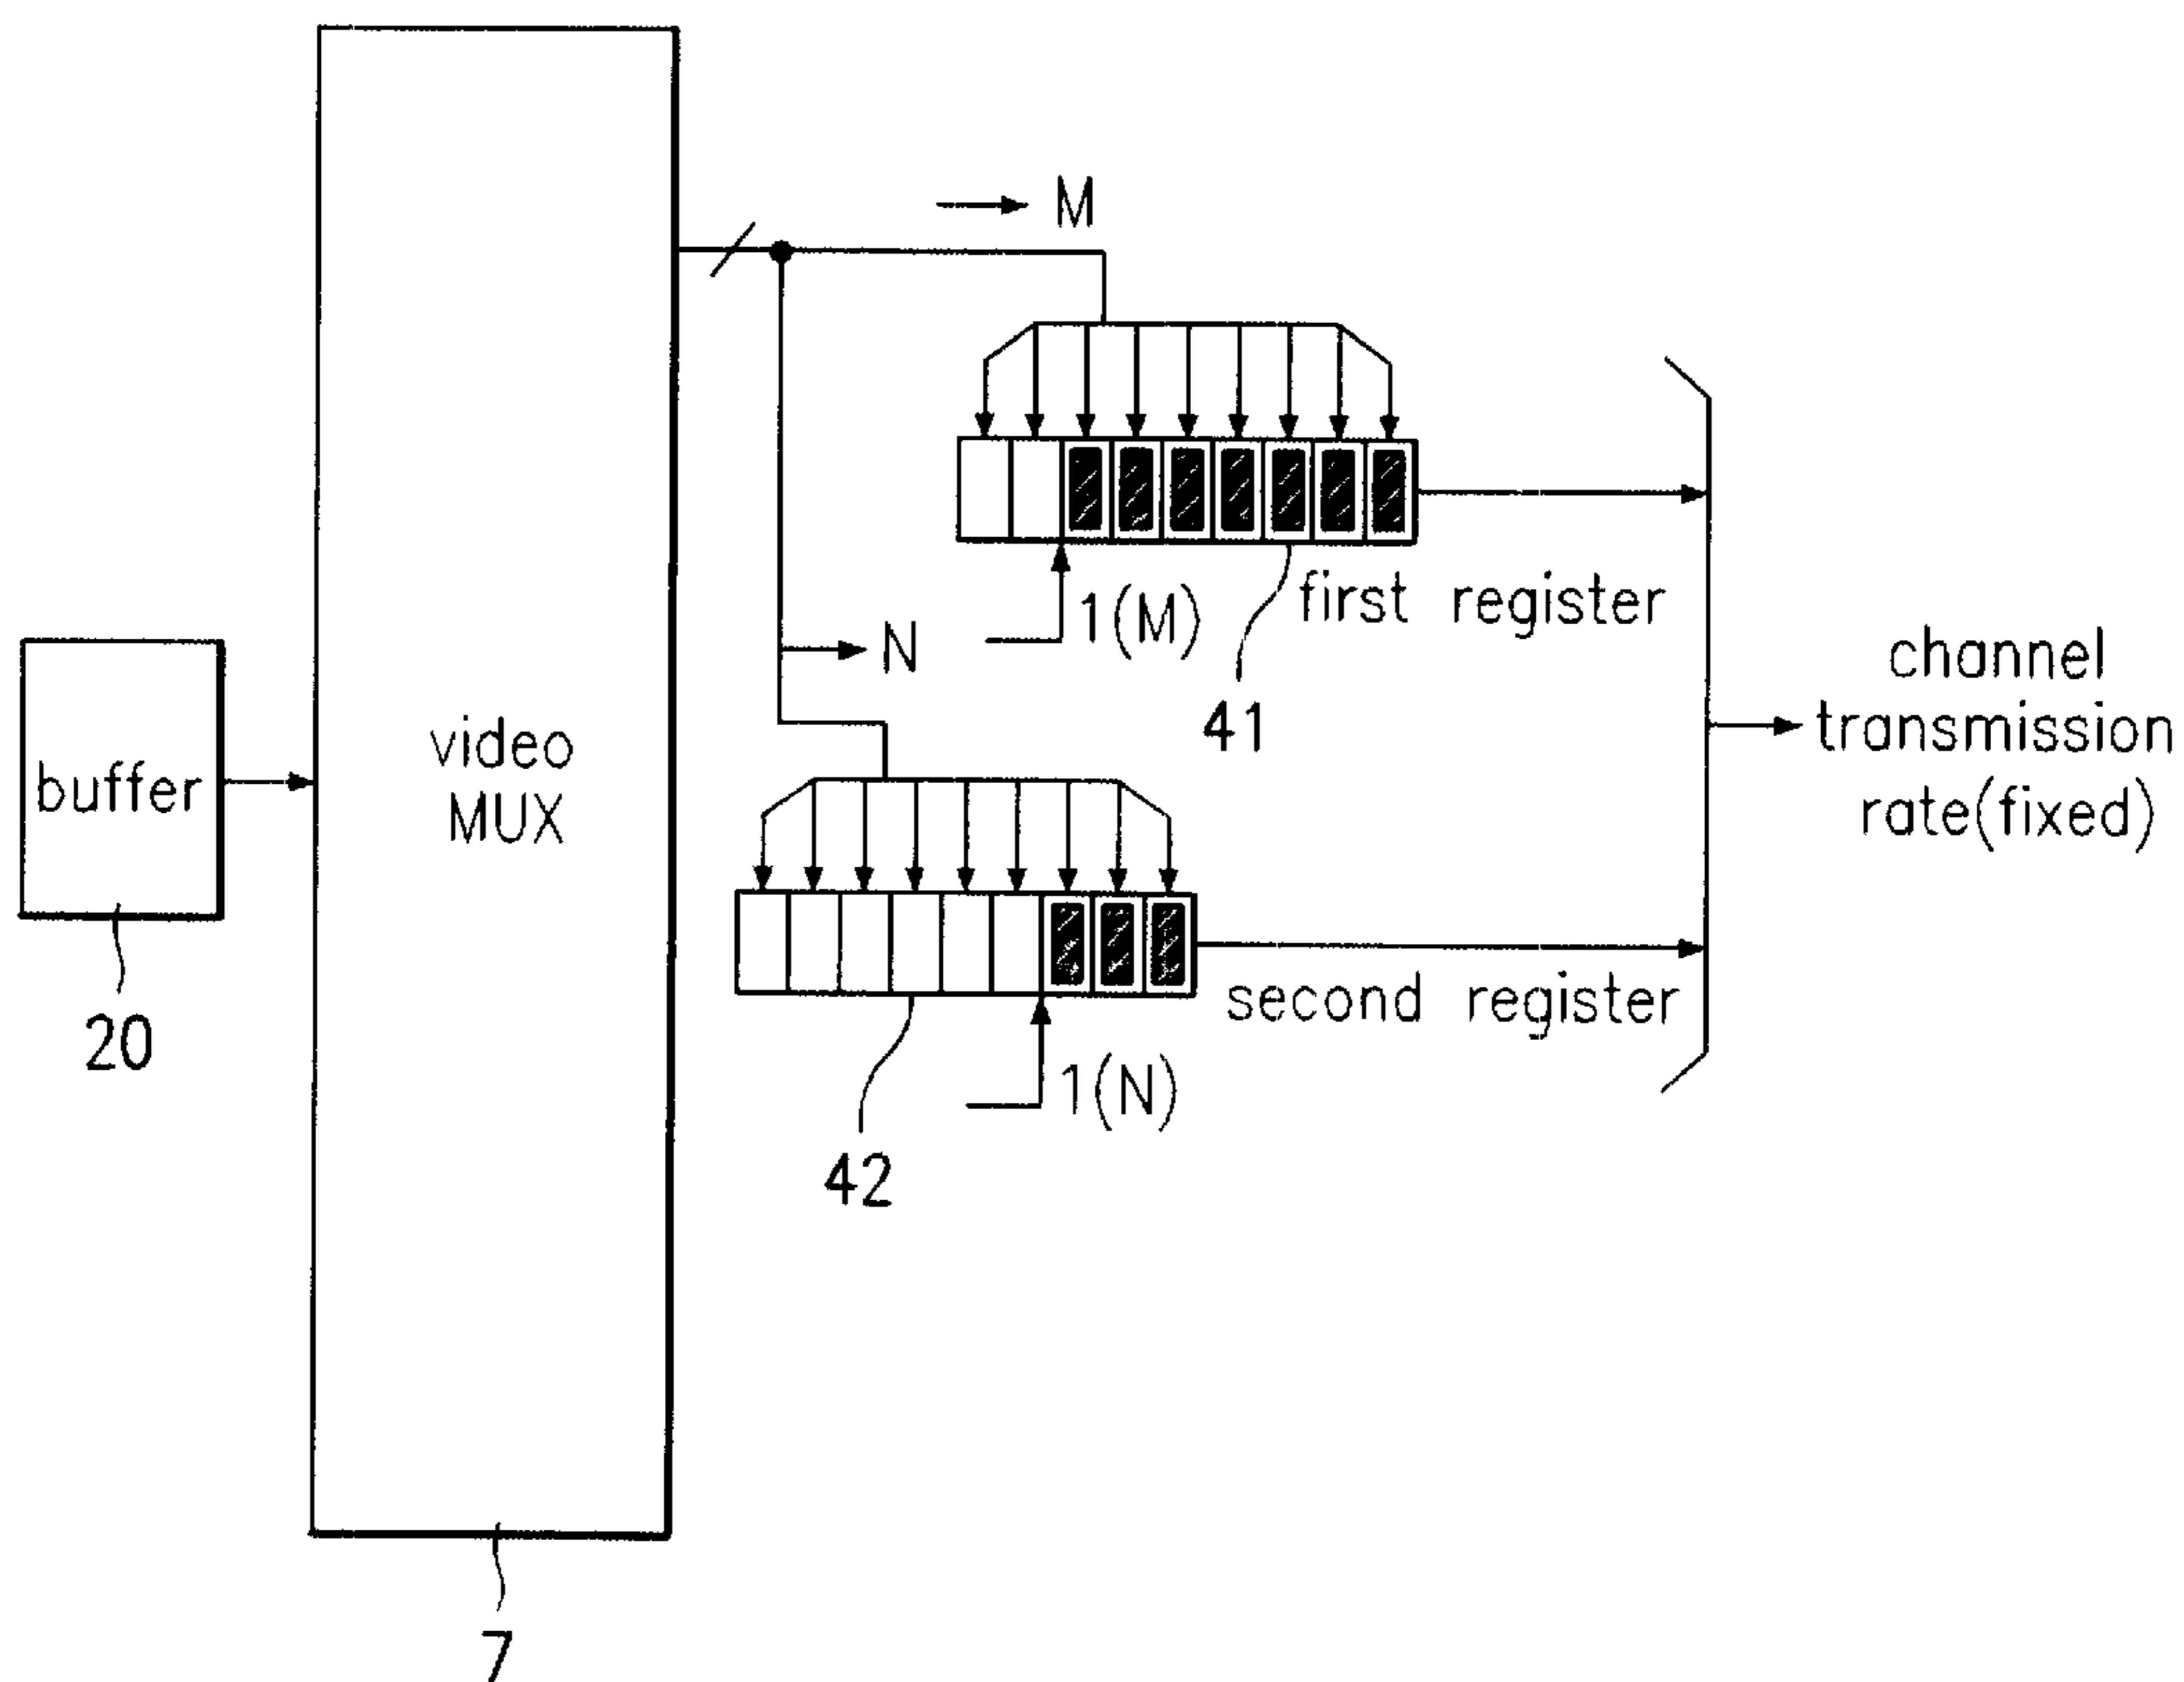 M
1(M)
first register
N
41
channel
transmission
rate(fixed)
buffer
video
MUX
second register
20
1(N)
42
7